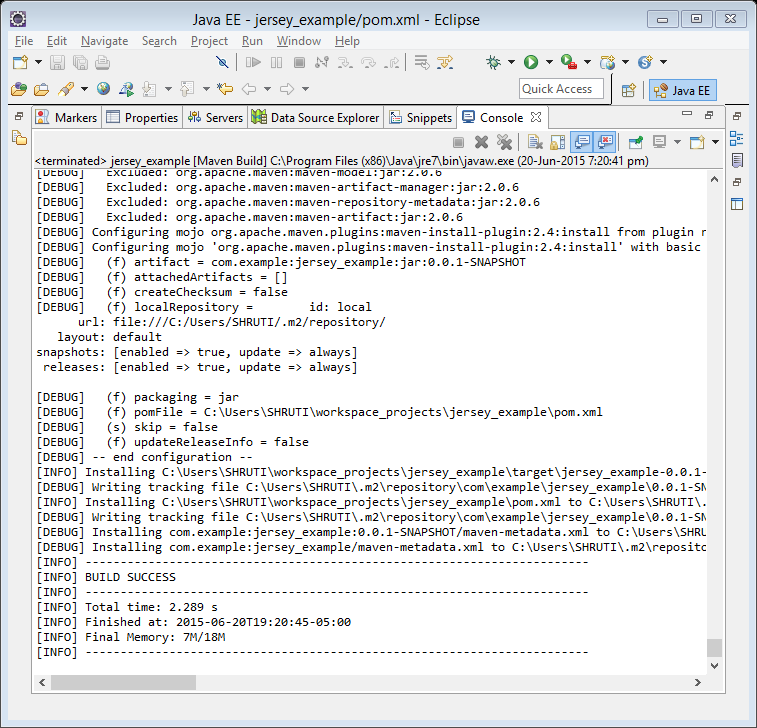 Java EE - jersey_example/pom.xml - Eclipse
File Edit Navigate Search Project Run Window Help
Quick Access
Java EE
Markers Properties Servers Data Source Explorer Snippets Console
<terminated> jersey_example [Maven Build] C:\Program Files (x86)\Java\jre7\bin\javaw.exe (20-Jun-2015 7:20:41 pm)
[DEBUG]   Excluded: org.apache.maven:maven-model:jar:2.0.6
[DEBUG]   Excluded: org.apache.maven:maven-artifact-manager:jar:2.0.6
[DEBUG]   Excluded: org.apache.maven:maven-repository-metadata:jar:2.0.6
[DEBUG]   Excluded: org.apache.maven:maven-artifact:jar:2.0.6
[DEBUG] Configuring mojo org.apache.maven.plugins:maven-install-plugin:2.4:install from plugin r
[DEBUG] Configuring mojo 'org.apache.maven.plugins:maven-install-plugin:2.4:install' with basic
[DEBUG]   (f) artifact = com.example:jersey_example:jar:0.0.1-SNAPSHOT
[DEBUG]   (f) attachedArtifacts = []
[DEBUG]   (f) createChecksum = false
[DEBUG]   (f) localRepository =        id: local
      url: file:///C:/Users/SHRUTI/.m2/repository/
   layout: default
snapshots: [enabled => true, update => always]
 releases: [enabled => true, update => always]
[DEBUG]   (f) packaging = jar
[DEBUG]   (f) pomFile = C:\Users\SHRUTI\workspace_projects\jersey_example\pom.xml
[DEBUG]   (s) skip = false
[DEBUG]   (f) updateReleaseInfo = false
[DEBUG] -- end configuration --
[INFO] Installing C:\Users\SHRUTI\workspace_projects\jersey_example\target\jersey_example-0.0.1-
[DEBUG] Writing tracking file C:\Users\SHRUTI\.m2\repository\com\example\jersey_example\0.0.1-SN
[INFO] Installing C:\Users\SHRUTI\workspace_projects\jersey_example\pom.xml to C:\Users\SHRUTI\.
[DEBUG] Writing tracking file C:\Users\SHRUTI\.m2\repository\com\example\jersey_example\0.0.1-SN
[DEBUG] Installing com.example:jersey_example:0.0.1-SNAPSHOT/maven-metadata.xml to C:\Users\SHRU
[DEBUG] Installing com.example:jersey_example/maven-metadata.xml to C:\Users\SHRUTI\.m2\reposito
[INFO] ------------------------------------------------------------------------
[INFO] BUILD SUCCESS
[INFO] ------------------------------------------------------------------------
[INFO] Total time: 2.289 s
[INFO] Finished at: 2015-06-20T19:20:45-05:00
[INFO] Final Memory: 7M/18M
[INFO] ------------------------------------------------------------------------